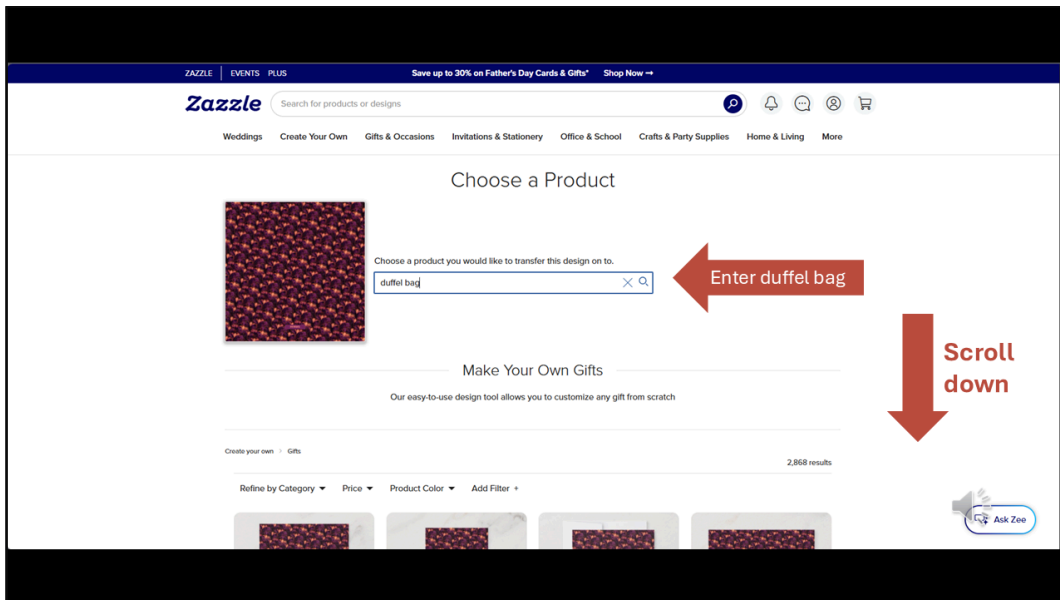 ZAZZLE EVENTS PLUS Save up to 30% on Father's Day Cards & Gifts* Shop Now →
Zazzle Search for products or designs
Weddings Create Your Own Gifts & Occasions Invitations & Stationery Office & School Crafts & Party Supplies Home & Living More
Choose a Product
Choose a product you would like to transfer this design on to.
duffel bag
Enter duffel bag
Scroll
down
Make Your Own Gifts
Our easy-to-use design tool allows you to customize any gift from scratch
Create your own > Gifts
2,868 results
Refine by Category Price Product Color Add Filter +
Ask Zee